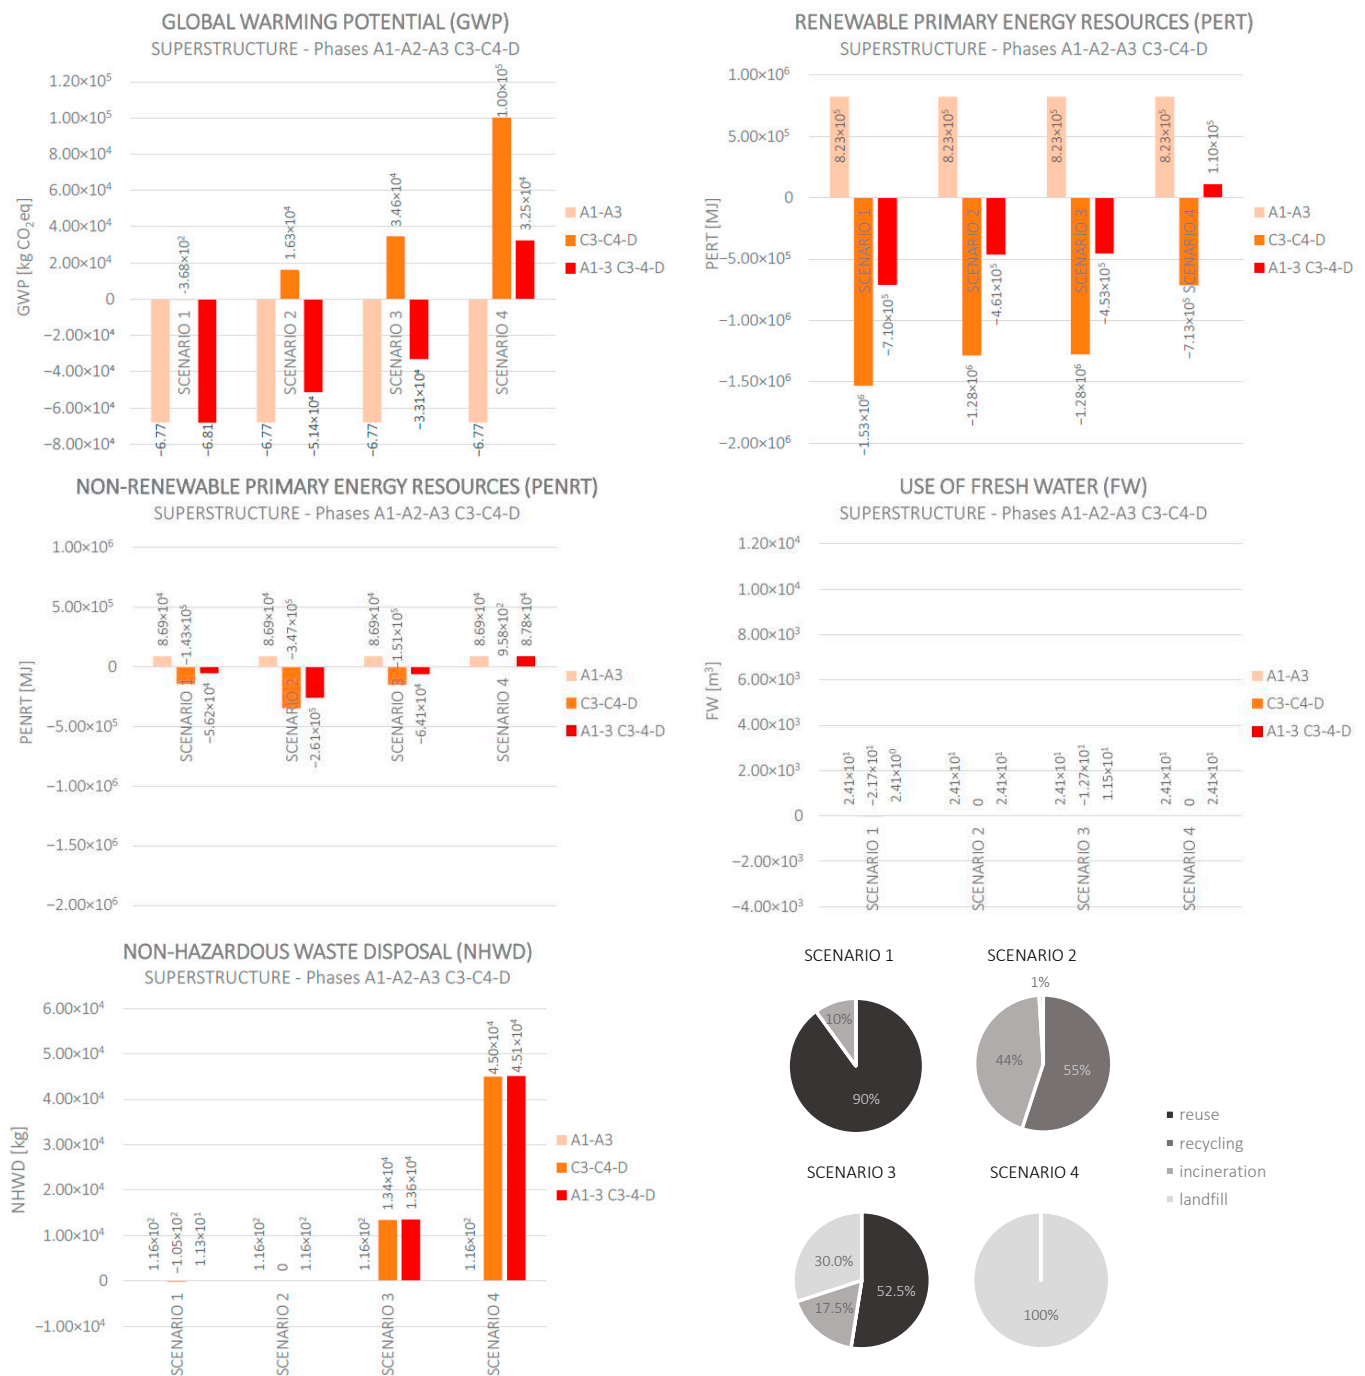 GLOBAL WARMING POTENTIAL (GWP)
SUPERSTRUCTURE - Phases A1-A2-A3 C3-C4-D
GWP [kg CO₂eq]
1.20×10⁵
1.00×10⁵
8.00×10⁴
6.00×10⁴
4.00×10⁴
2.00×10⁴
0
−2.00×10⁴
−4.00×10⁴
−6.00×10⁴
−8.00×10⁴
−6.77
−3.68×10²
−6.81
SCENARIO 1
−6.77
1.63×10⁴
−5.14×10⁴
SCENARIO 2
−6.77
3.46×10⁴
−3.31×10⁴
SCENARIO 3
−6.77
1.00×10⁵
3.25×10⁴
SCENARIO 4
A1-A3
C3-C4-D
A1-3 C3-4-D
RENEWABLE PRIMARY ENERGY RESOURCES (PERT)
SUPERSTRUCTURE - Phases A1-A2-A3 C3-C4-D
PERT [MJ]
1.00×10⁶
5.00×10⁵
0
−5.00×10⁵
−1.00×10⁶
−1.50×10⁶
−2.00×10⁶
8.23×10⁵
−1.53×10⁶
−7.10×10⁵
SCENARIO 1
8.23×10⁵
−1.28×10⁶
−4.61×10⁵
SCENARIO 2
8.23×10⁵
−1.28×10⁶
−4.53×10⁵
SCENARIO 3
8.23×10⁵
−7.13×10⁵
1.10×10⁵
SCENARIO 4
A1-A3
C3-C4-D
A1-3 C3-4-D
NON-RENEWABLE PRIMARY ENERGY RESOURCES (PENRT)
SUPERSTRUCTURE - Phases A1-A2-A3 C3-C4-D
PENRT [MJ]
1.00×10⁶
5.00×10⁵
0
−5.00×10⁵
−1.00×10⁶
−1.50×10⁶
−2.00×10⁶
8.69×10⁴
−1.43×10⁵
−5.62×10⁴
SCENARIO 1
8.69×10⁴
−3.47×10⁵
−2.61×10⁵
SCENARIO 2
8.69×10⁴
−1.51×10⁵
−6.41×10⁴
SCENARIO 3
8.69×10⁴
9.58×10²
8.78×10⁴
SCENARIO 4
A1-A3
C3-C4-D
A1-3 C3-4-D
USE OF FRESH WATER (FW)
SUPERSTRUCTURE - Phases A1-A2-A3 C3-C4-D
FW [m³]
1.20×10⁴
1.00×10⁴
8.00×10³
6.00×10³
4.00×10³
2.00×10³
0
−2.00×10³
−4.00×10³
2.41×10¹
−2.17×10¹
2.41×10⁰
SCENARIO 1
2.41×10¹
0
2.41×10¹
SCENARIO 2
2.41×10¹
−1.27×10¹
1.15×10¹
SCENARIO 3
2.41×10¹
0
2.41×10¹
SCENARIO 4
A1-A3
C3-C4-D
A1-3 C3-4-D
NON-HAZARDOUS WASTE DISPOSAL (NHWD)
SUPERSTRUCTURE - Phases A1-A2-A3 C3-C4-D
NHWD [kg]
6.00×10⁴
5.00×10⁴
4.00×10⁴
3.00×10⁴
2.00×10⁴
1.00×10⁴
0
−1.00×10⁴
1.16×10²
−1.05×10²
1.13×10¹
SCENARIO 1
1.16×10²
0
1.16×10²
SCENARIO 2
1.16×10²
1.34×10⁴
1.36×10⁴
SCENARIO 3
1.16×10²
4.50×10⁴
4.51×10⁴
SCENARIO 4
A1-A3
C3-C4-D
A1-3 C3-4-D
SCENARIO 1
10%
90%
SCENARIO 2
1%
44%
55%
SCENARIO 3
30.0%
52.5%
17.5%
SCENARIO 4
100%
reuse
recycling
incineration
landfill